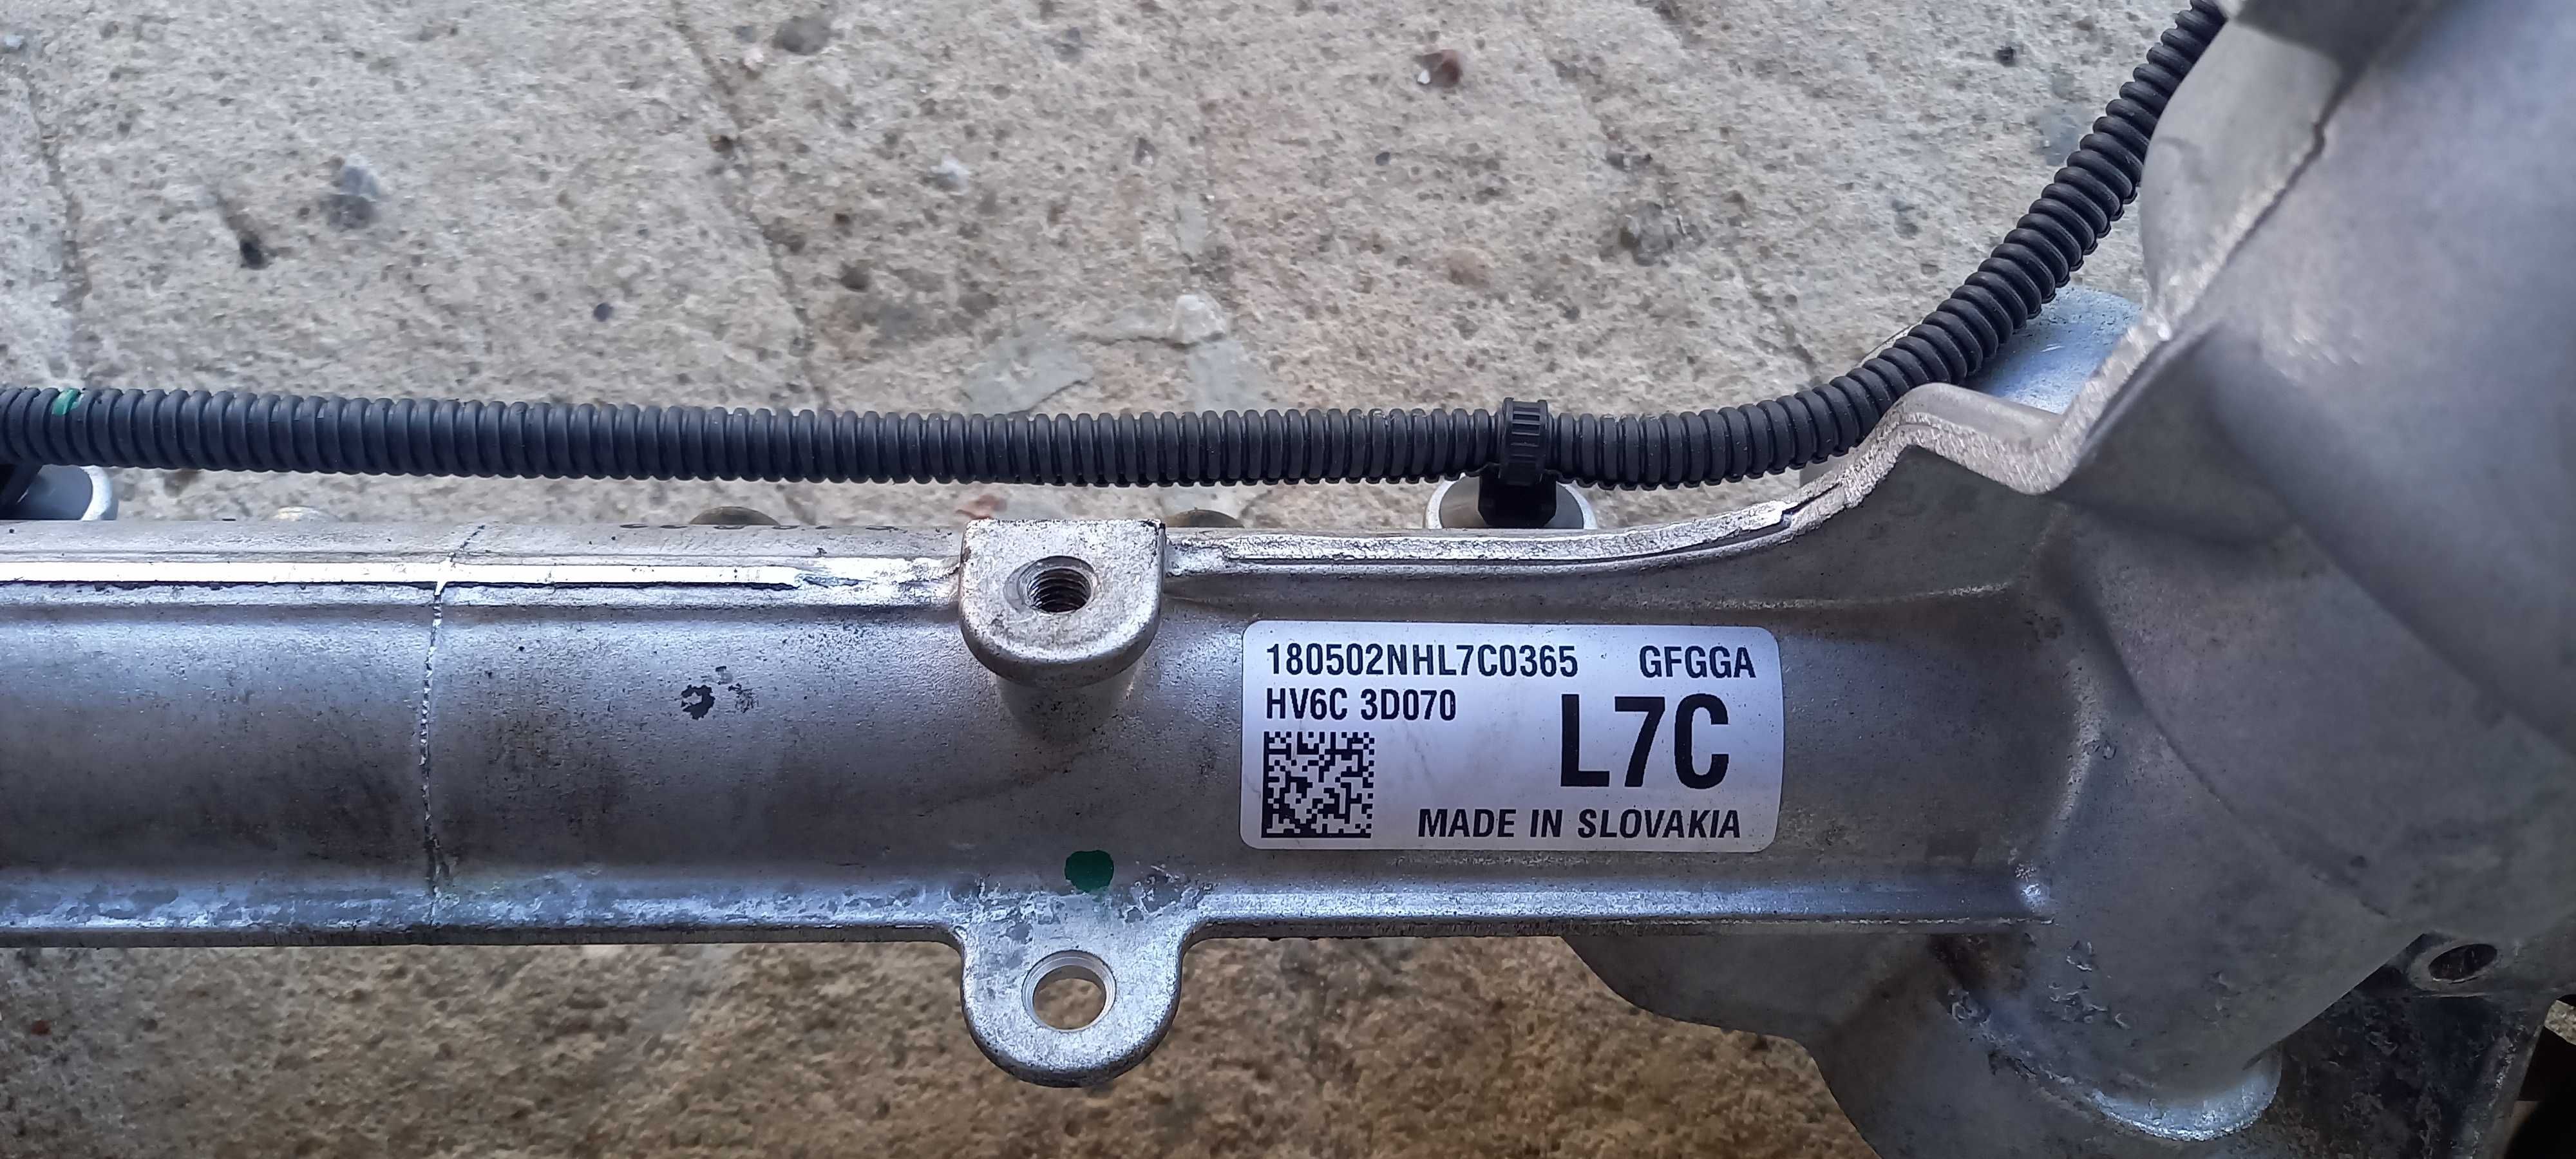 180502NHL7C0365 GFGGA
HV6C 3D070
L7C
MADE IN SLOVAKIA